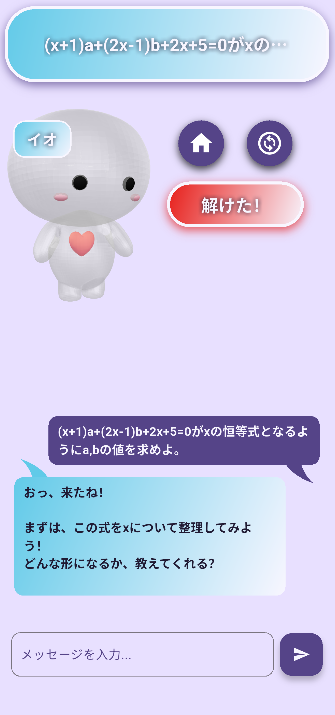 (x+1)a+(2x-1)b+2x+5=0がxの…
イオ
解けた!
(x+1)a+(2x-1)b+2x+5=0がxの恒等式となるよ
うにa,bの値を求めよ。
おっ、来たね!
まずは、この式をxについて整理してみよ
う!
どんな形になるか、教えてくれる?
メッセージを入力...